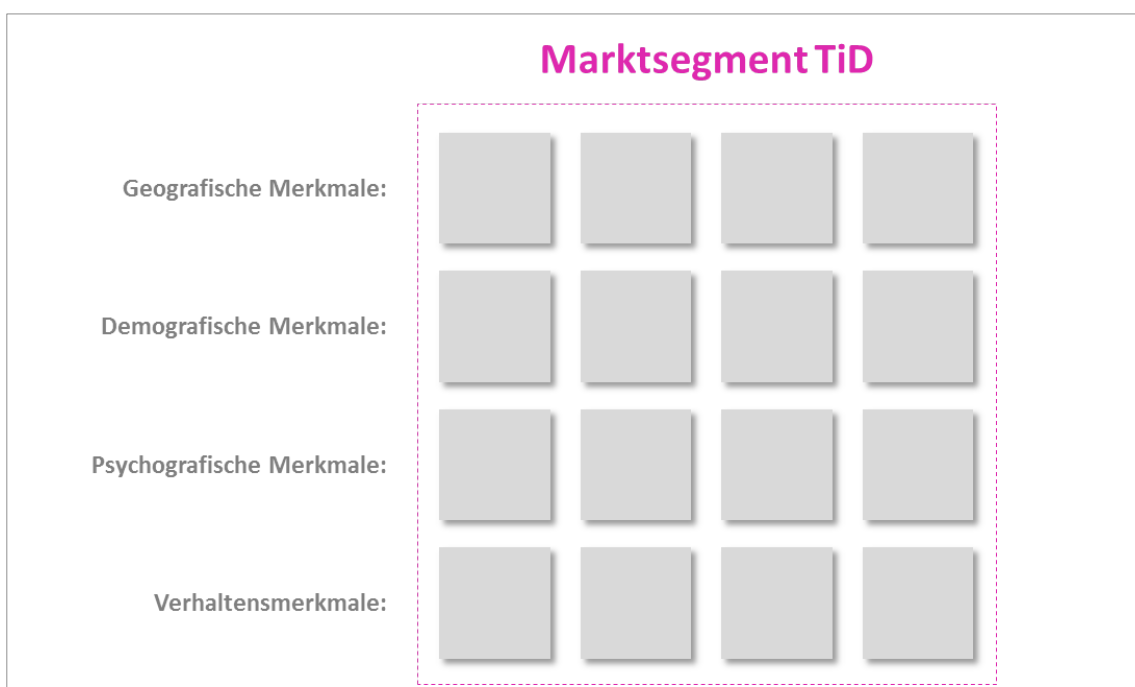 Marktsegment TiD
Geografische Merkmale:
Demografische Merkmale:
Psychografische Merkmale:
Verhaltensmerkmale: